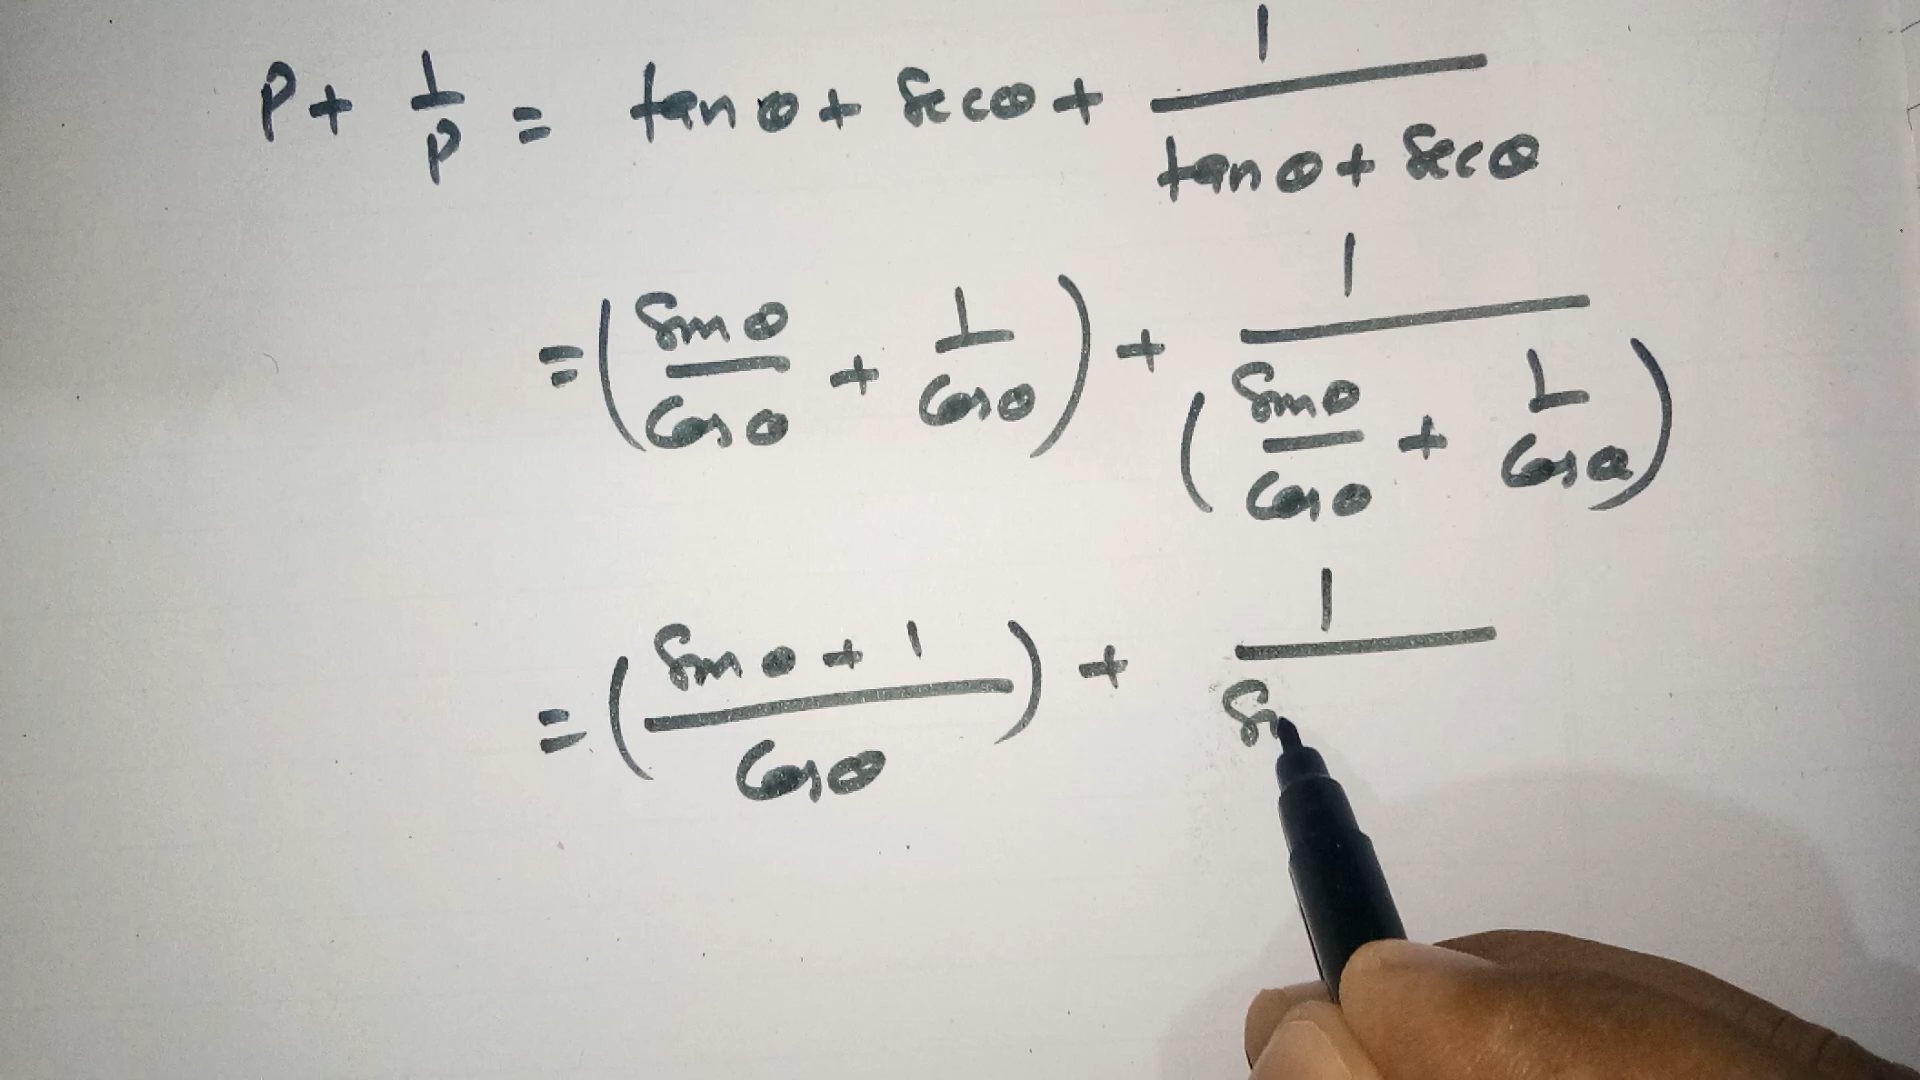 P + 1/P = tanθ + secθ + 1/(tanθ + secθ)
= (sinθ/cosθ + 1/cosθ) + 1/(sinθ/cosθ + 1/cosθ)
= ((sinθ + 1)/cosθ) + 1/si